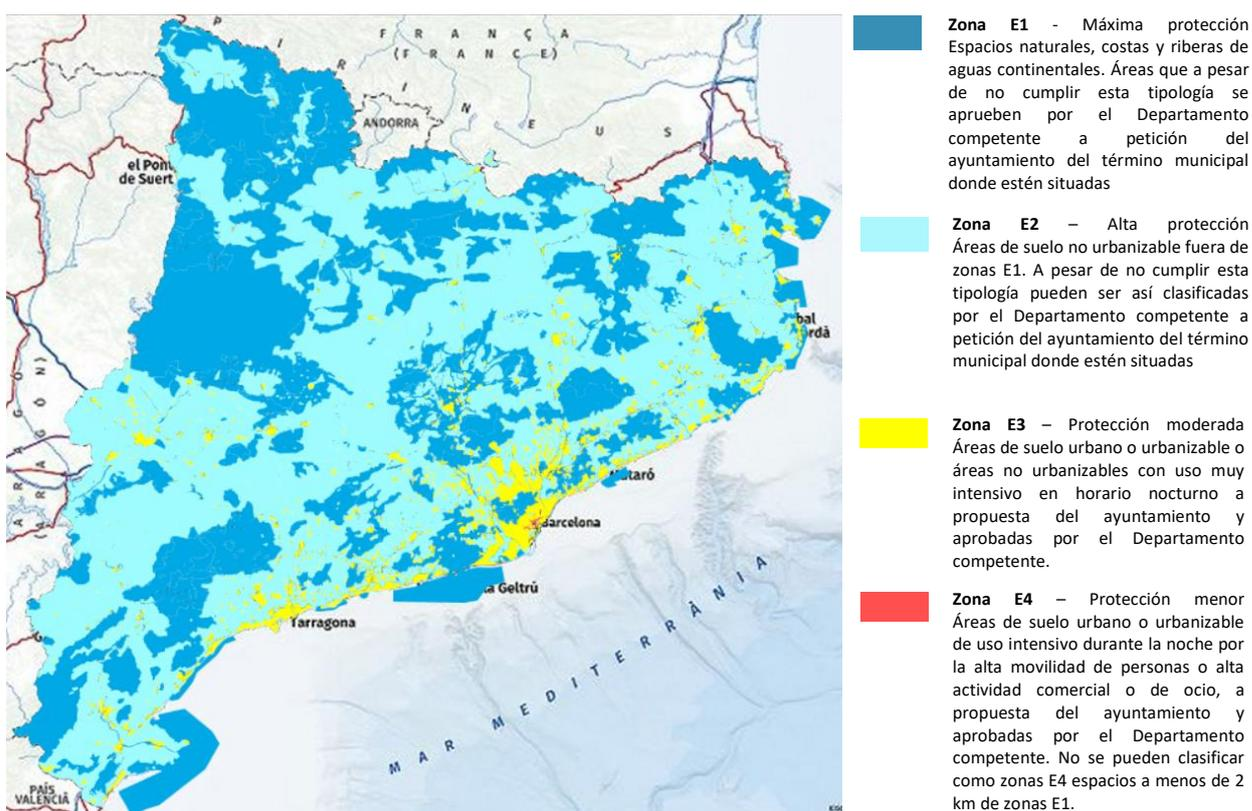 P I R I N E U S
F R A N Ç A
( F R A N C E )
ANDORRA
el Pont
de Suert
bal
rdà
Mataró
Barcelona
la Geltrú
Tarragona
M A R M E D I T E R R À N I A
PAÍS
VALENCIÀ
( A R A G Ó )
A R A G Ó N )
Zona E1 - Máxima protección
Espacios naturales, costas y riberas de
aguas continentales. Áreas que a pesar
de no cumplir esta tipología se
aprueben por el Departamento
competente a petición del
ayuntamiento del término municipal
donde estén situadas
Zona E2 – Alta protección
Áreas de suelo no urbanizable fuera de
zonas E1. A pesar de no cumplir esta
tipología pueden ser así clasificadas
por el Departamento competente a
petición del ayuntamiento del término
municipal donde estén situadas
Zona E3 – Protección moderada
Áreas de suelo urbano o urbanizable o
áreas no urbanizables con uso muy
intensivo en horario nocturno a
propuesta del ayuntamiento y
aprobadas por el Departamento
competente.
Zona E4 – Protección menor
Áreas de suelo urbano o urbanizable
de uso intensivo durante la noche por
la alta movilidad de personas o alta
actividad comercial o de ocio, a
propuesta del ayuntamiento y
aprobadas por el Departamento
competente. No se pueden clasificar
como zonas E4 espacios a menos de 2
km de zonas E1.